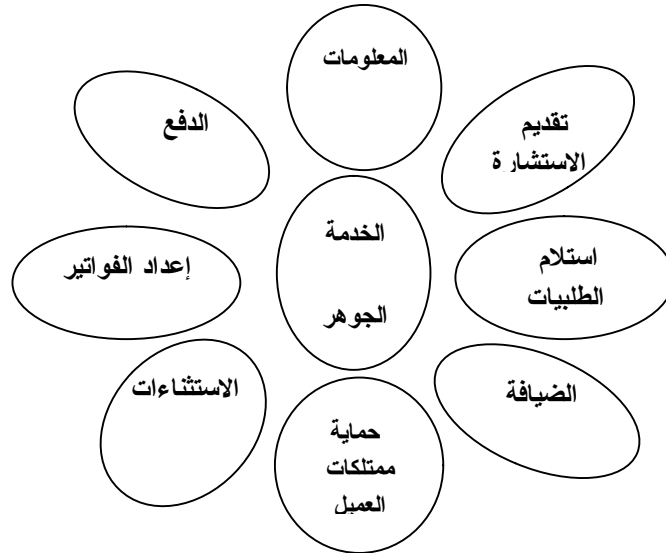 المعلومات
تقديم
الاستشارة
الدفع
الخدمة
الجوهر
استلام
الطلبيات
إعداد الفواتير
الضيافة
الاستثناءات
حماية
ممتلكات
العميل